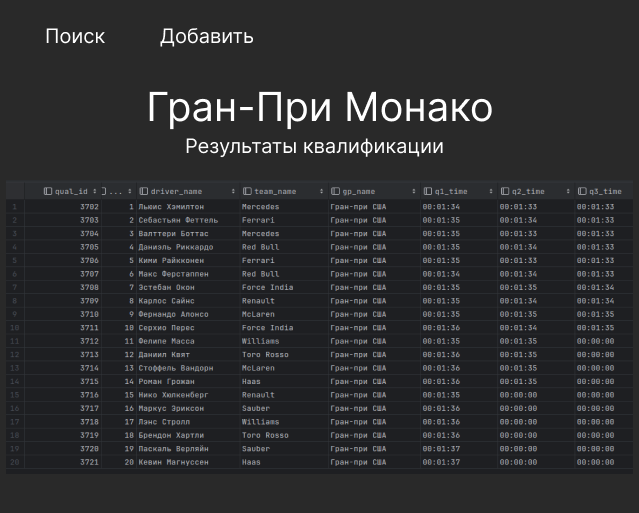 Поиск Добавить
Гран-При Монако
Результаты квалификации
qual_id ... driver_name team_name gp_name q1_time q2_time q3_time
1 3702 1 Льюис Хэмилтон Mercedes Гран-при США 00:01:34 00:01:33 00:01:33
2 3703 2 Себастьян Феттель Ferrari Гран-при США 00:01:35 00:01:34 00:01:33
3 3704 3 Валттери Боттас Mercedes Гран-при США 00:01:35 00:01:33 00:01:33
4 3705 4 Даниэль Риккардо Red Bull Гран-при США 00:01:35 00:01:34 00:01:33
5 3706 5 Кими Райкконен Ferrari Гран-при США 00:01:35 00:01:33 00:01:33
6 3707 6 Макс Ферстаппен Red Bull Гран-при США 00:01:34 00:01:34 00:01:33
7 3708 7 Эстебан Окон Force India Гран-при США 00:01:35 00:01:35 00:01:34
8 3709 8 Карлос Сайнс Renault Гран-при США 00:01:35 00:01:34 00:01:34
9 3710 9 Фернандо Алонсо McLaren Гран-при США 00:01:35 00:01:34 00:01:35
10 3711 10 Серхио Перес Force India Гран-при США 00:01:36 00:01:34 00:01:35
11 3712 11 Фелипе Масса Williams Гран-при США 00:01:35 00:01:35 00:00:00
12 3713 12 Даниил Квят Toro Rosso Гран-при США 00:01:36 00:01:35 00:00:00
13 3714 13 Стоффель Вандорн McLaren Гран-при США 00:01:36 00:01:35 00:00:00
14 3715 14 Роман Грожан Haas Гран-при США 00:01:36 00:01:35 00:00:00
15 3716 15 Нико Хюлкенберг Renault Гран-при США 00:01:35 00:00:00 00:00:00
16 3717 16 Маркус Эриксон Sauber Гран-при США 00:01:36 00:00:00 00:00:00
17 3718 17 Лэнс Стролл Williams Гран-при США 00:01:36 00:00:00 00:00:00
18 3719 18 Брендон Хартли Toro Rosso Гран-при США 00:01:36 00:00:00 00:00:00
19 3720 19 Паскаль Верляйн Sauber Гран-при США 00:01:37 00:00:00 00:00:00
20 3721 20 Кевин Магнуссен Haas Гран-при США 00:01:37 00:00:00 00:00:00